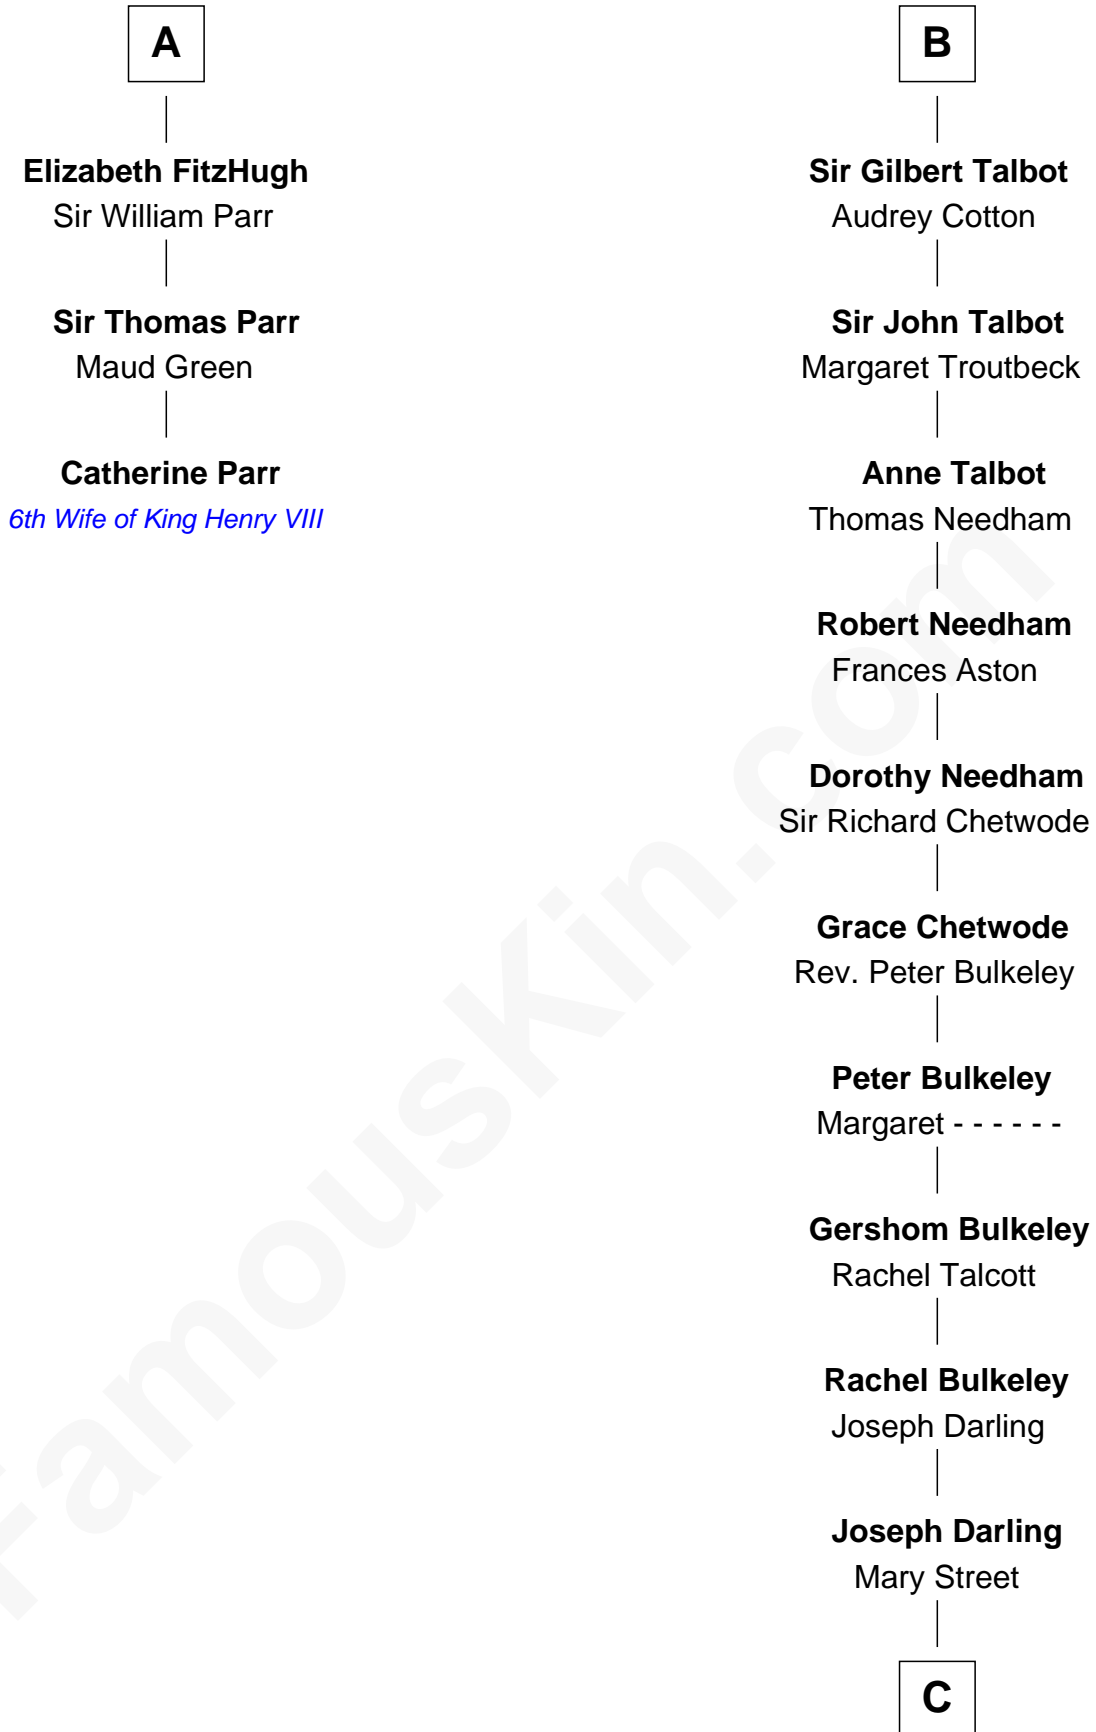 A
Elizabeth FitzHugh
Sir William Parr
Sir Thomas Parr
Maud Green
Catherine Parr
6th Wife of King Henry VIII
B
Sir Gilbert Talbot
Audrey Cotton
Sir John Talbot
Margaret Troutbeck
Anne Talbot
Thomas Needham
Robert Needham
Frances Aston
Dorothy Needham
Sir Richard Chetwode
Grace Chetwode
Rev. Peter Bulkeley
Peter Bulkeley
Margaret - - - - - -
Gershom Bulkeley
Rachel Talcott
Rachel Bulkeley
Joseph Darling
Joseph Darling
Mary Street
C
FamousKin.com